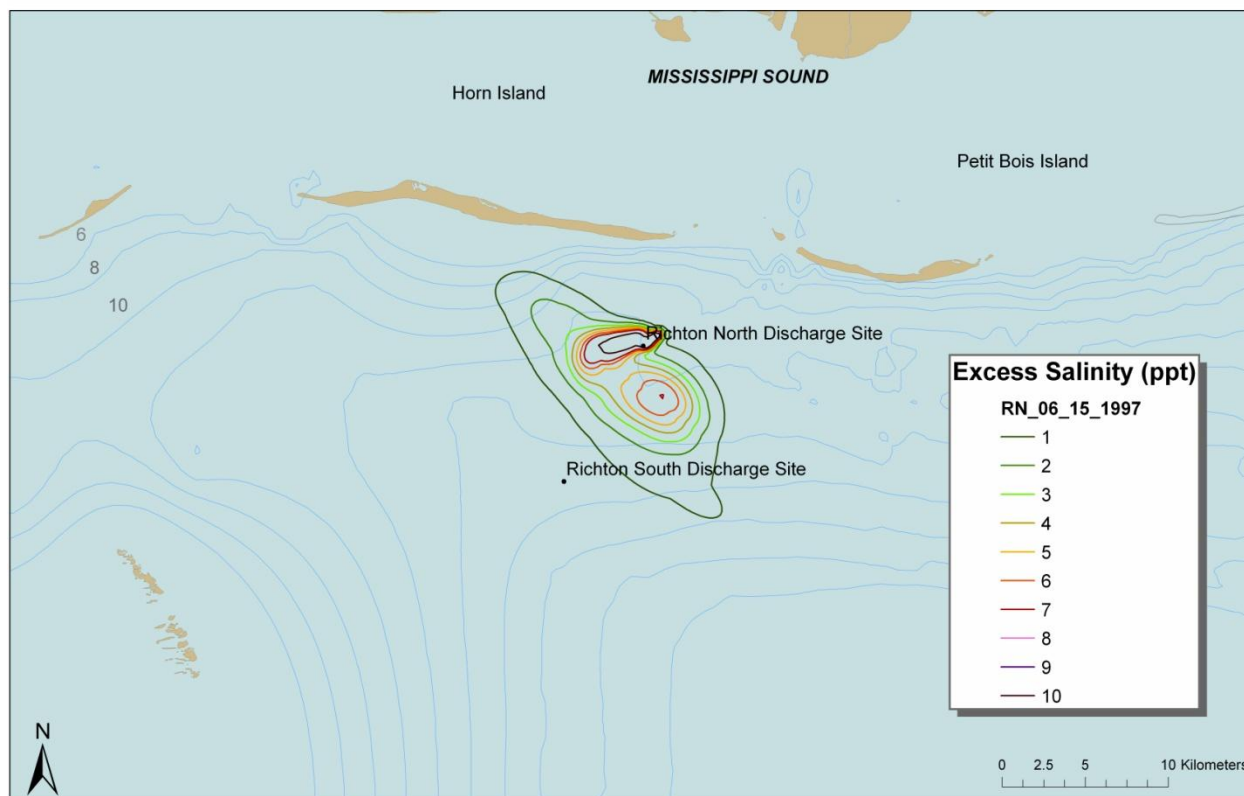 MISSISSIPPI SOUND
Horn Island
Petit Bois Island
6
8
10
Richton North Discharge Site
Richton South Discharge Site
Excess Salinity (ppt)
RN_06_15_1997
1
2
3
4
5
6
7
8
9
10
N
0 2.5 5 10 Kilometers